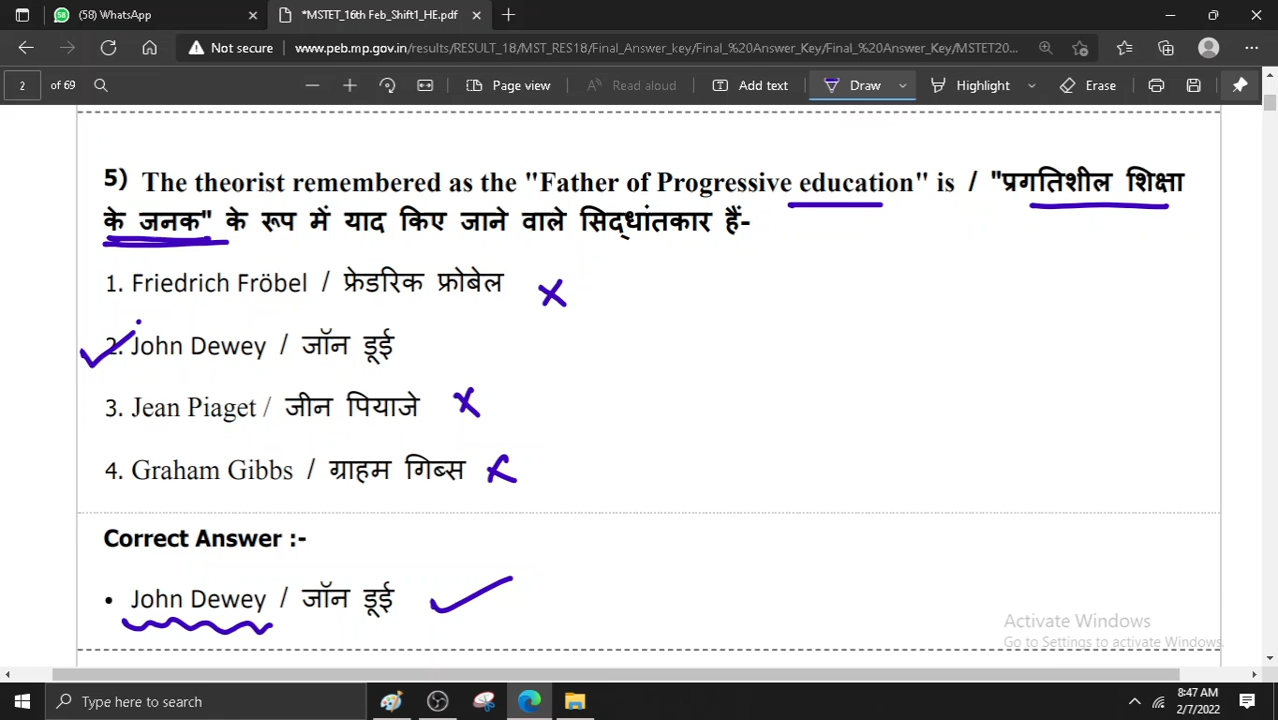 (58) WhatsApp
*MSTET_16th Feb_Shift1_HE.pdf
Not secure www.peb.mp.gov.in/results/RESULT_18/MST_RES18/Final_Answer_key/Final_%20Answer_Key/Final_%20Answer_Key/MSTET20...
2 of 69 Page view Read aloud Add text Draw Highlight Erase
5) The theorist remembered as the "Father of Progressive education" is / "प्रगतिशील शिक्षा
के जनक" के रूप में याद किए जाने वाले सिद्धांतकार हैं-
1. Friedrich Fröbel / फ्रेडरिक फ्रोबेल
2. John Dewey / जॉन डूई
3. Jean Piaget / जीन पियाजे
4. Graham Gibbs / ग्राहम गिब्स
Correct Answer :-
• John Dewey / जॉन डूई
Activate Windows
Go to Settings to activate Windows.
Type here to search
8:47 AM
2/7/2022